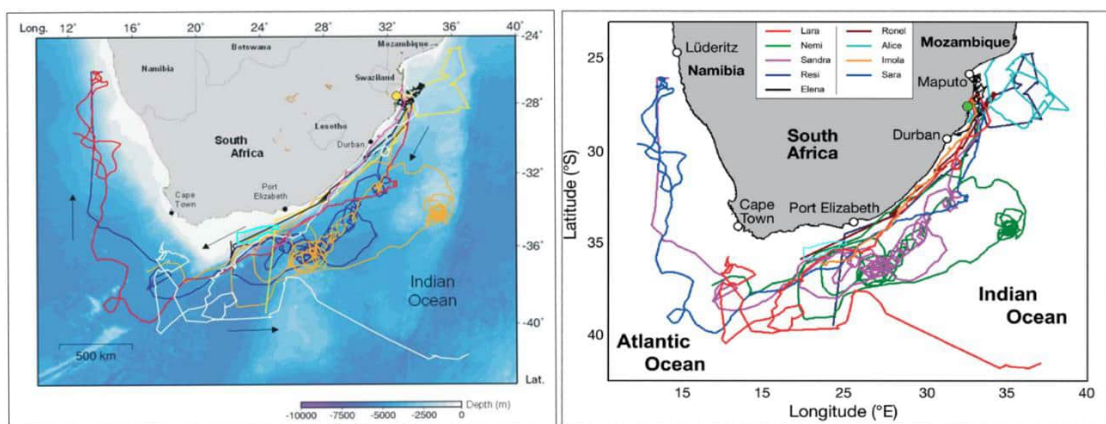 Long.
12° 16° 20° 24° 28° 32° 36° 40°
-24°
Mozambique
Botswana
Namibia
Swaziland
-28°
Lesotho
South
Africa
Durban
-32°
Cape
Town
Port
Elizabeth
-36°
Indian
Ocean
-40°
500 km
Lat.
Depth (m)
-10000 -7500 -5000 -2500 0
Lara
Nemi
Sandra
Resi
Elena
Ronel
Alice
Imola
Sara
25
Lüderitz
Namibia
Mozambique
Maputo
South
Africa
Durban
30
Latitude (°S)
Cape
Town
Port Elizabeth
35
Indian
Ocean
Atlantic
Ocean
40
15 15 25 30 35 40
Longitude (°E)